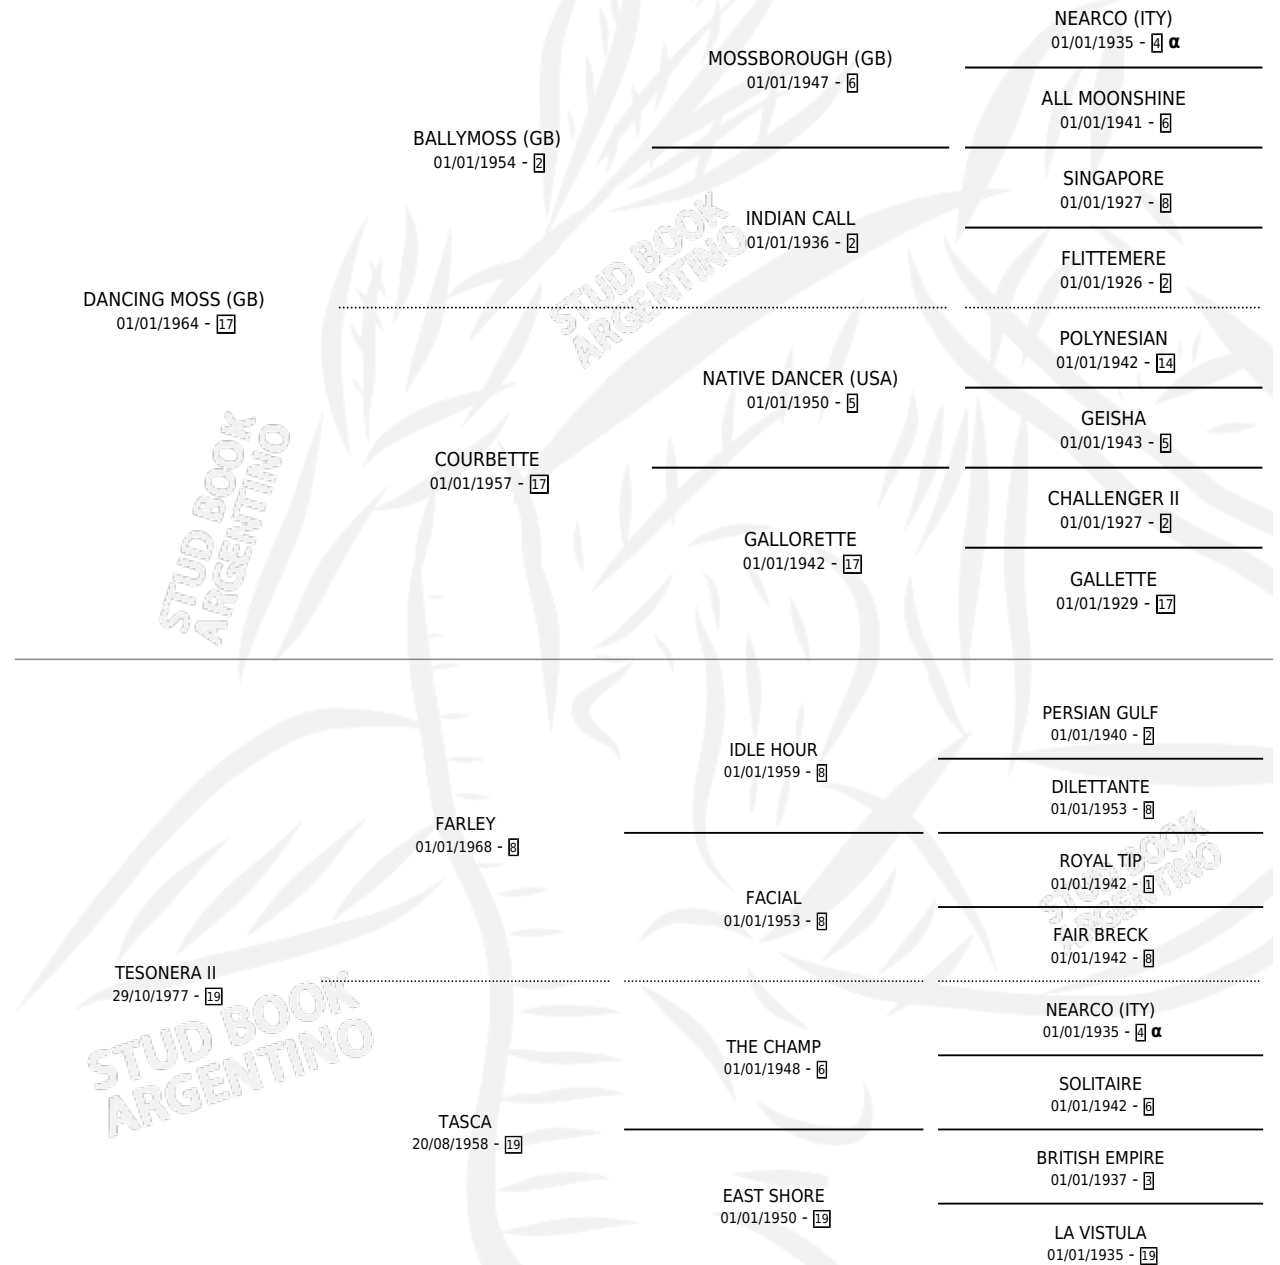 NEARCO (ITY)
01/01/1935 - 4 α
MOSSBOROUGH (GB)
01/01/1947 - 6
ALL MOONSHINE
01/01/1941 - 6
BALLYMOSS (GB)
01/01/1954 - 2
SINGAPORE
01/01/1927 - 8
INDIAN CALL
01/01/1936 - 2
FLITTEMERE
01/01/1926 - 2
DANCING MOSS (GB)
01/01/1964 - 17
POLYNESIAN
01/01/1942 - 14
NATIVE DANCER (USA)
01/01/1950 - 5
GEISHA
01/01/1943 - 5
COURBETTE
01/01/1957 - 17
CHALLENGER II
01/01/1927 - 2
GALLORETTE
01/01/1942 - 17
GALLETTE
01/01/1929 - 17
PERSIAN GULF
01/01/1940 - 2
IDLE HOUR
01/01/1959 - 8
DILETTANTE
01/01/1953 - 8
FARLEY
01/01/1968 - 8
ROYAL TIP
01/01/1942 - 1
FACIAL
01/01/1953 - 8
FAIR BRECK
01/01/1942 - 8
TESONERA II
29/10/1977 - 19
NEARCO (ITY)
01/01/1935 - 4 α
THE CHAMP
01/01/1948 - 6
SOLITAIRE
01/01/1942 - 6
TASCA
20/08/1958 - 19
BRITISH EMPIRE
01/01/1937 - 3
EAST SHORE
01/01/1950 - 19
LA VISTULA
01/01/1935 - 19
STUD BOOK
ARGENTINO
STUD BOOK
ARGENTINO
STUD BOOK
ARGENTINO
STUD BOOK
ARGENTINO